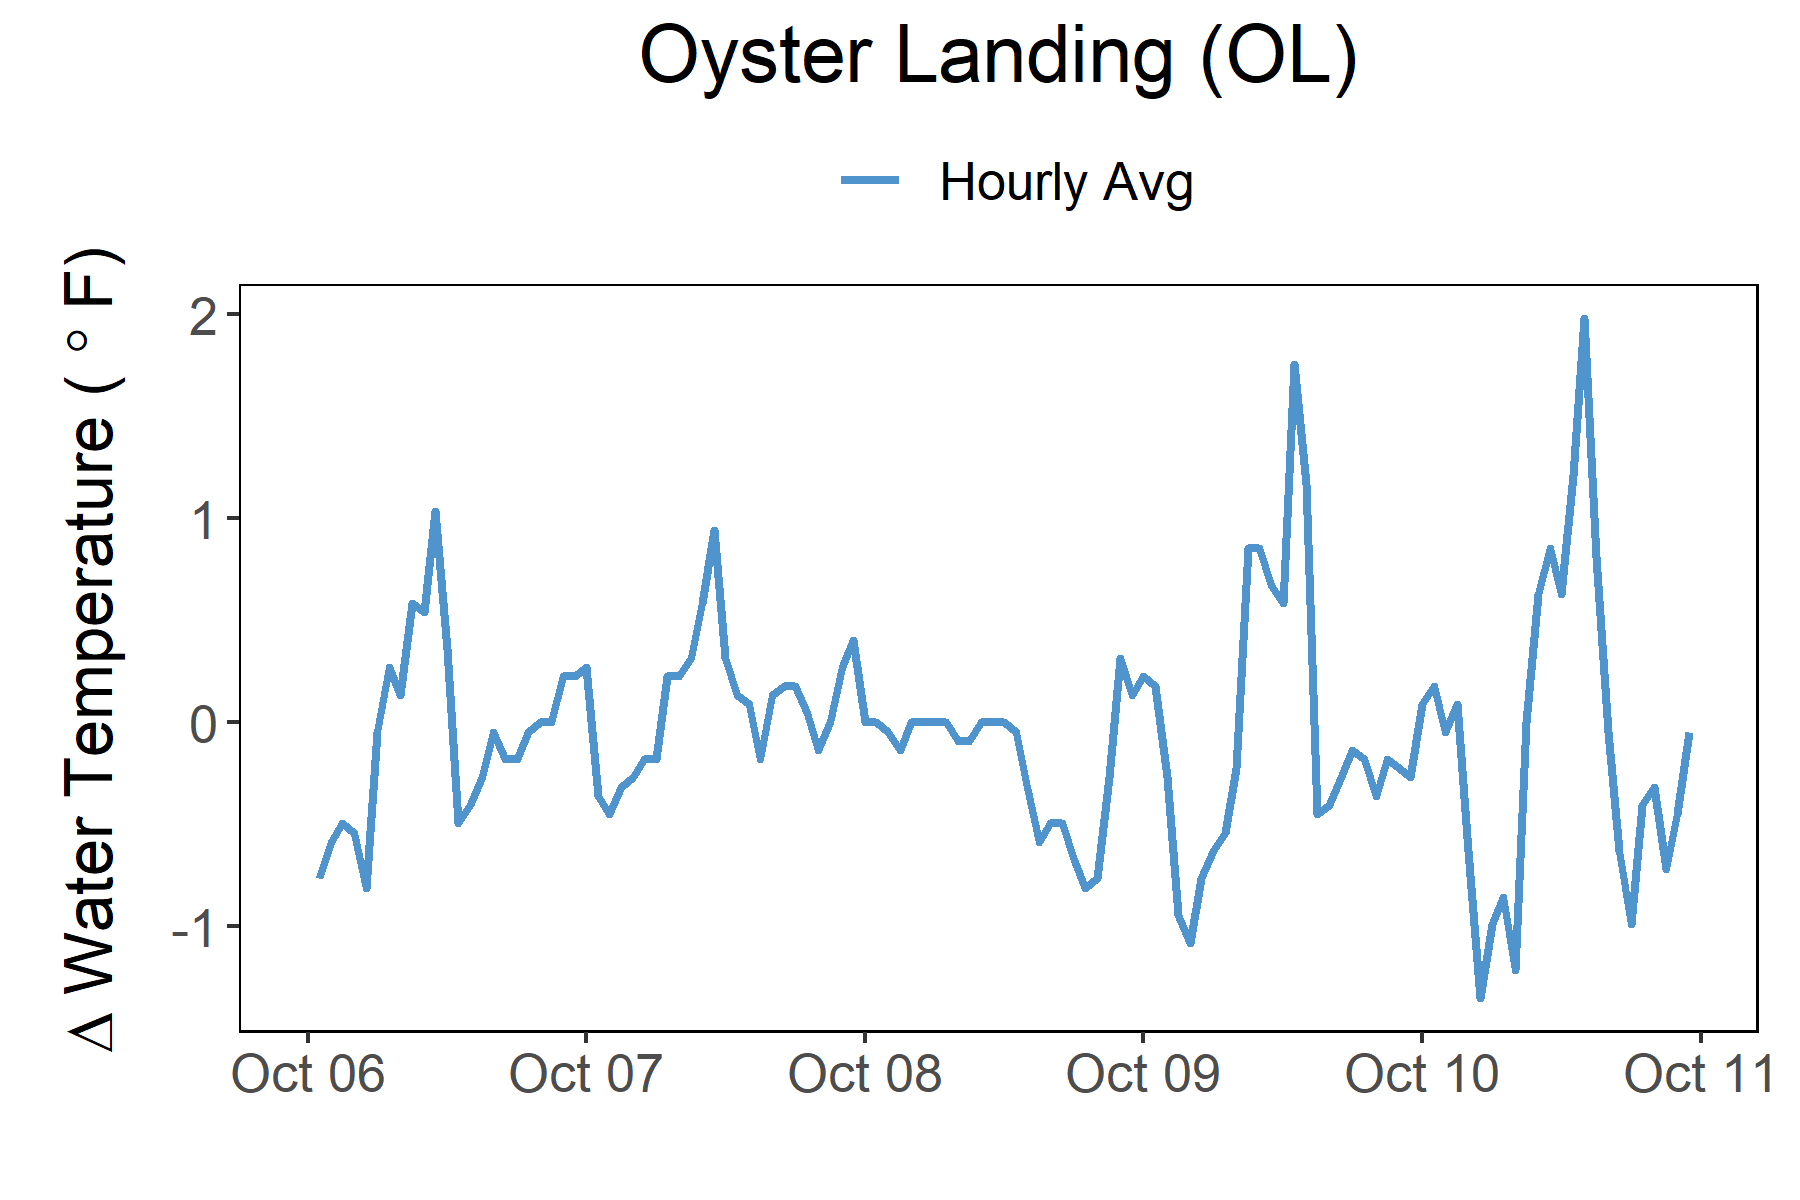 Oyster Landing (OL)
Hourly Avg
Δ Water Temperature ( ° F)
2
1
0
-1
Oct 06 Oct 07 Oct 08 Oct 09 Oct 10 Oct 11